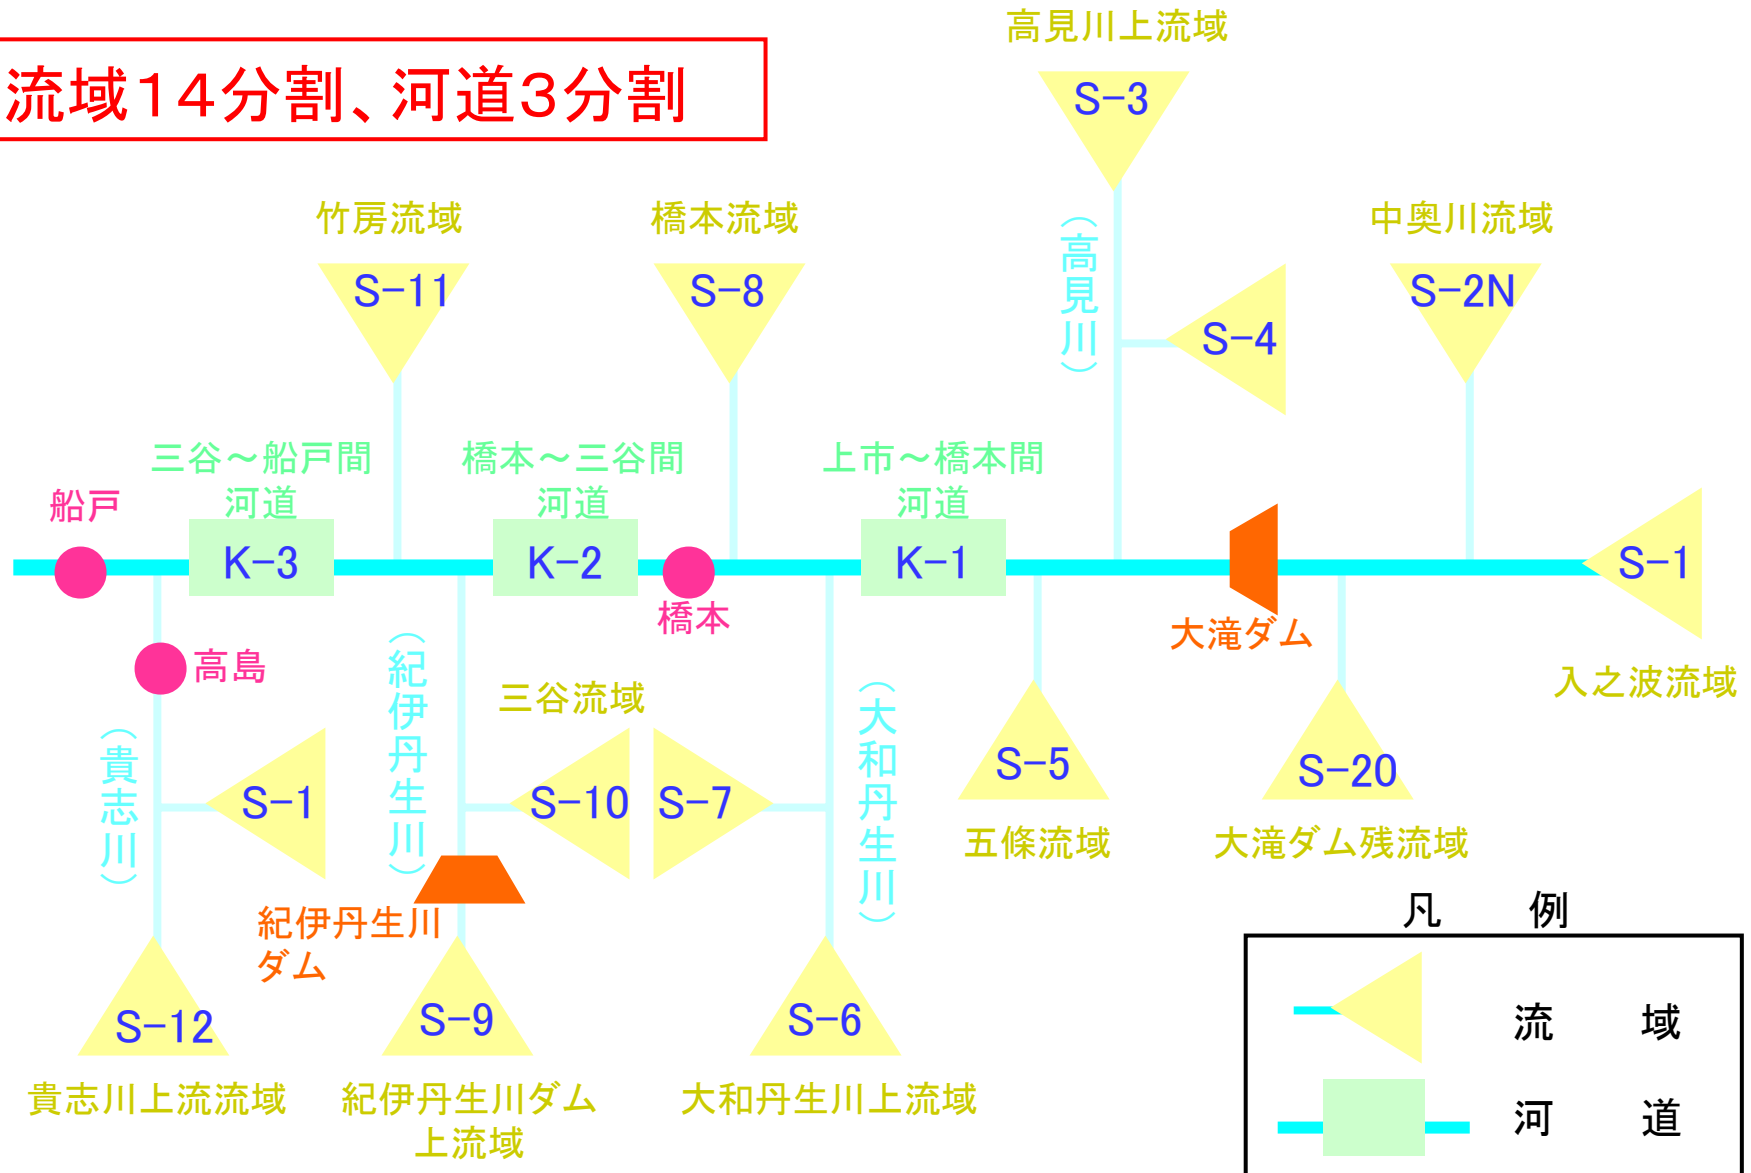 高見川上流域
流域14分割、河道3分割
S-3
竹房流域
橋本流域
(高見川)
中奥川流域
S-11
S-8
S-4
S-2N
三谷～船戸間
河道
橋本～三谷間
河道
上市～橋本間
河道
船戸
K-3
K-2
K-1
S-1
橋本
大滝ダム
高島
入之波流域
(紀伊丹生川)
三谷流域
(大和丹生川)
(貴志川)
S-1
S-10
S-7
S-5
S-20
五條流域
大滝ダム残流域
紀伊丹生川
ダム
凡 例
S-12
S-9
S-6
流 域
貴志川上流流域
紀伊丹生川ダム
上流域
大和丹生川上流域
河 道